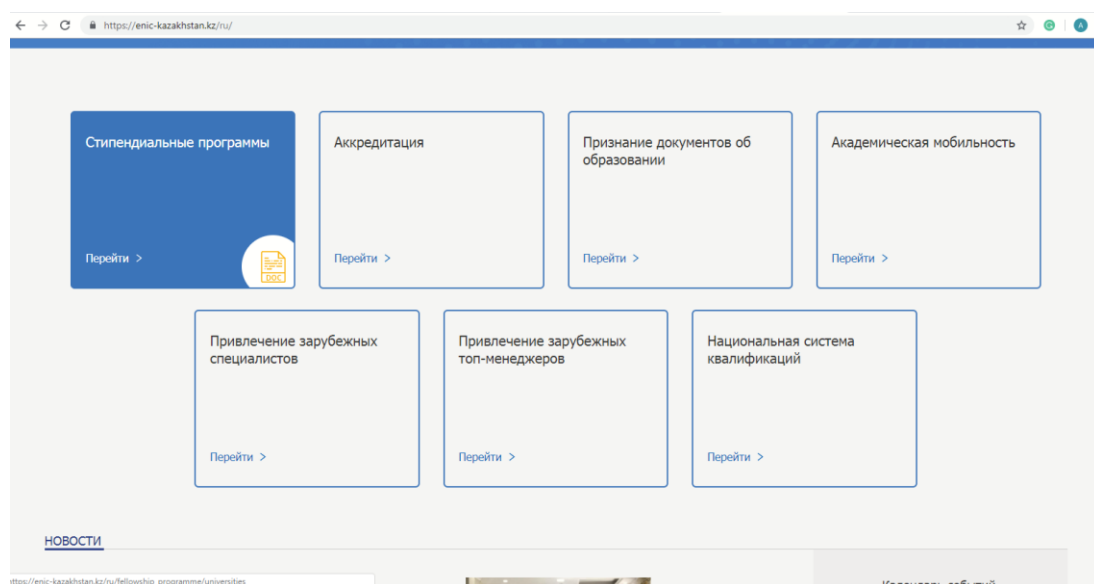 https://enic-kazakhstan.kz/ru/
Стипендиальные программы
Перейти >
DOC
Аккредитация
Перейти >
Признание документов об
образовании
Перейти >
Академическая мобильность
Перейти >
Привлечение зарубежных
специалистов
Перейти >
Привлечение зарубежных
топ-менеджеров
Перейти >
Национальная система
квалификаций
Перейти >
НОВОСТИ
https://enic-kazakhstan.kz/ru/fellowship_programme/universities
Календарь событий